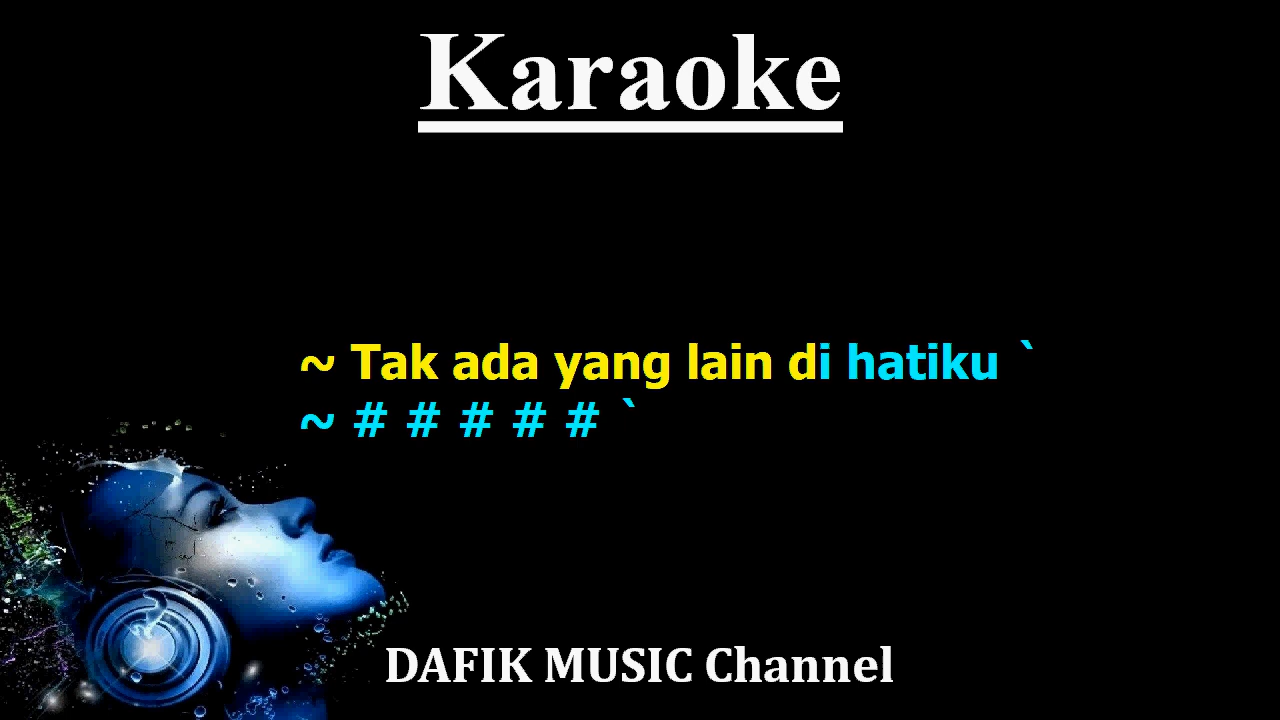 Karaoke
~ Tak ada yang lain di hatiku `
~ # # # # # `
DAFIK MUSIC Channel